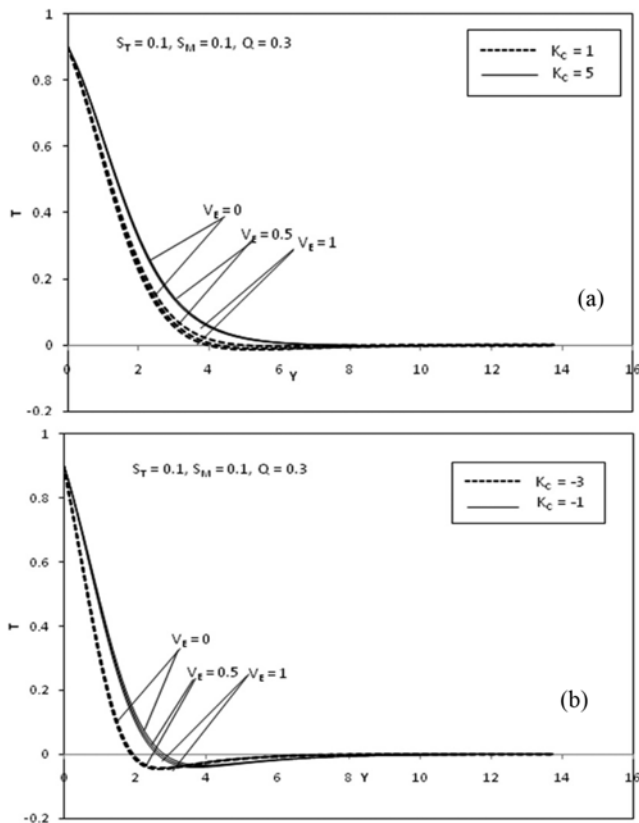 1
S_T = 0.1, S_M = 0.1, Q = 0.3
K_C = 1
K_C = 5
0.8
0.6
T
0.4
V_E = 0
V_E = 0.5
V_E = 1
0.2
(a)
0
0 2 4 6 8 10 12 14 16
Y
-0.2
1
S_T = 0.1, S_M = 0.1, Q = 0.3
K_C = -3
K_C = -1
0.8
0.6
T
0.4
V_E = 0
V_E = 0.5
V_E = 1
0.2
(b)
0
0 2 4 6 8 Y 10 12 14 16
-0.2